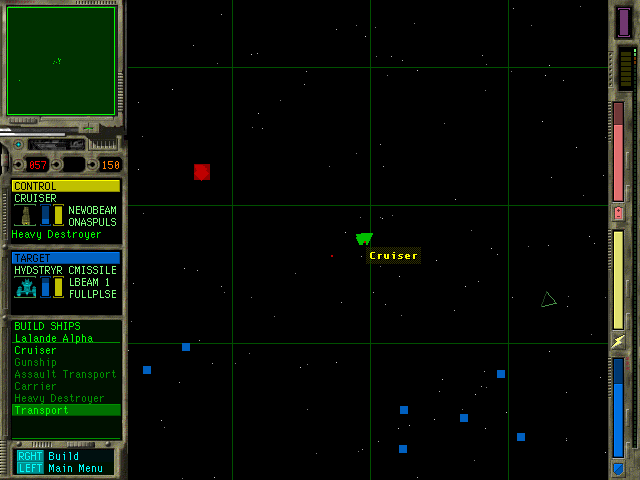 057 150
CONTROL
CRUISER
NEWOBEAM
ONASPULS
Heavy Destroyer
TARGET
HVDSTRYR CMISSILE
LBEAM 1
FULLPLSE
BUILD SHIPS
Lalande Alpha
Cruiser
Gunship
Assault Transport
Carrier
Heavy Destroyer
Transport
RGHT Build
LEFT Main Menu
Cruiser